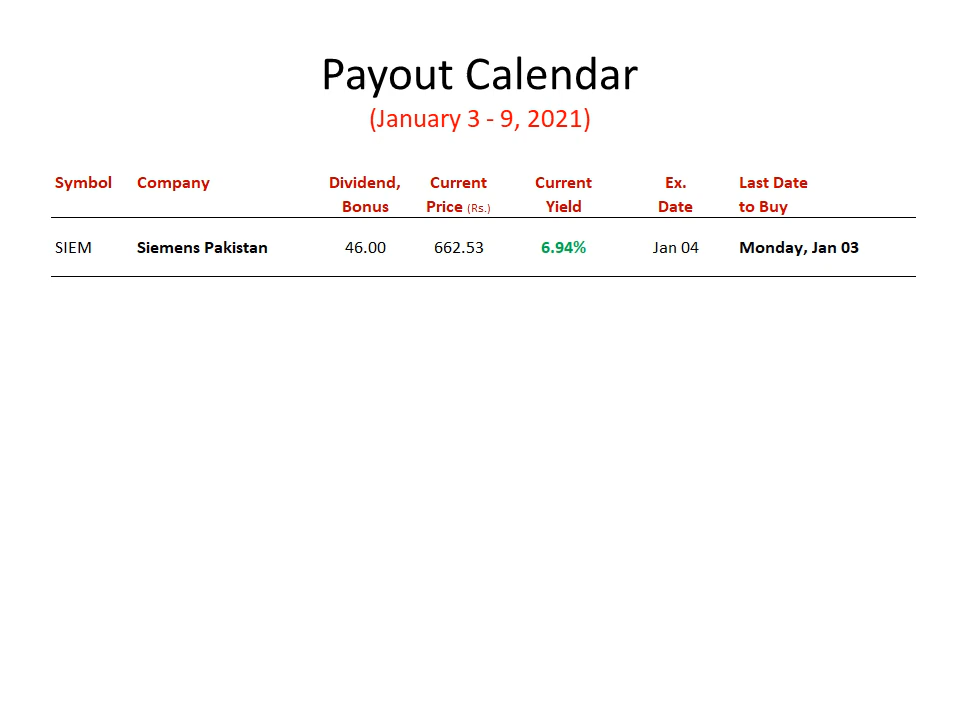 Payout Calendar
(January 3 - 9, 2021)
Symbol Company Dividend, Current Current Ex. Last Date
Bonus Price (Rs.) Yield Date to Buy
SIEM Siemens Pakistan 46.00 662.53 6.94% Jan 04 Monday, Jan 03